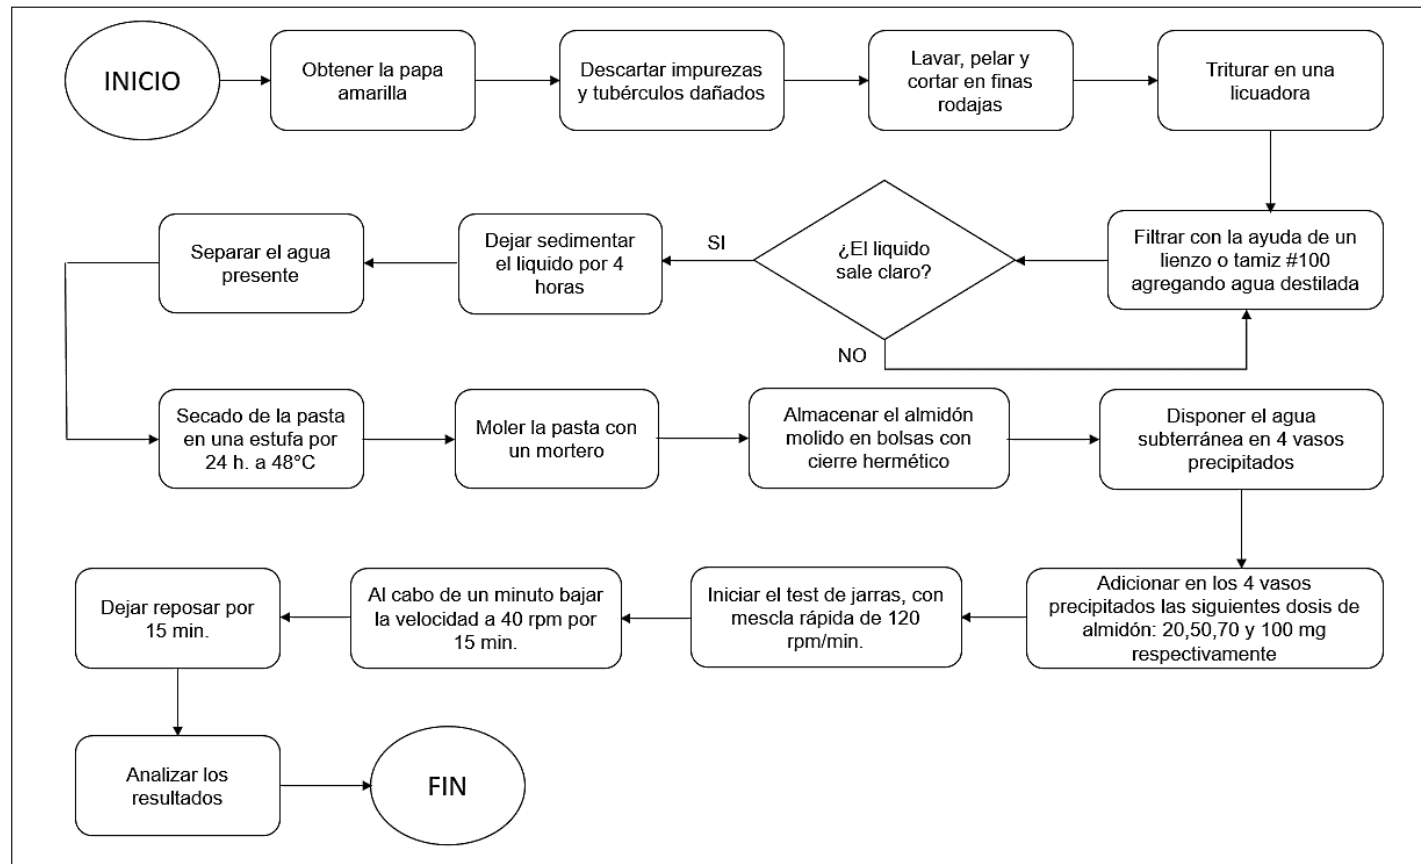 INICIO
Obtener la papa
amarilla
Descartar impurezas
y tubérculos dañados
Lavar, pelar y
cortar en finas
rodajas
Triturar en una
licuadora
Filtrar con la ayuda de un
lienzo o tamiz #100
agregando agua destilada
¿El liquido
sale claro?
NO
SI
Dejar sedimentar
el liquido por 4
horas
Separar el agua
presente
Secado de la pasta
en una estufa por
24 h. a 48°C
Moler la pasta con
un mortero
Almacenar el almidón
molido en bolsas con
cierre hermético
Disponer el agua
subterránea en 4 vasos
precipitados
Adicionar en los 4 vasos
precipitados las siguientes dosis de
almidón: 20,50,70 y 100 mg
respectivamente
Iniciar el test de jarras, con
mescla rápida de 120
rpm/min.
Al cabo de un minuto bajar
la velocidad a 40 rpm por
15 min.
Dejar reposar por
15 min.
Analizar los
resultados
FIN